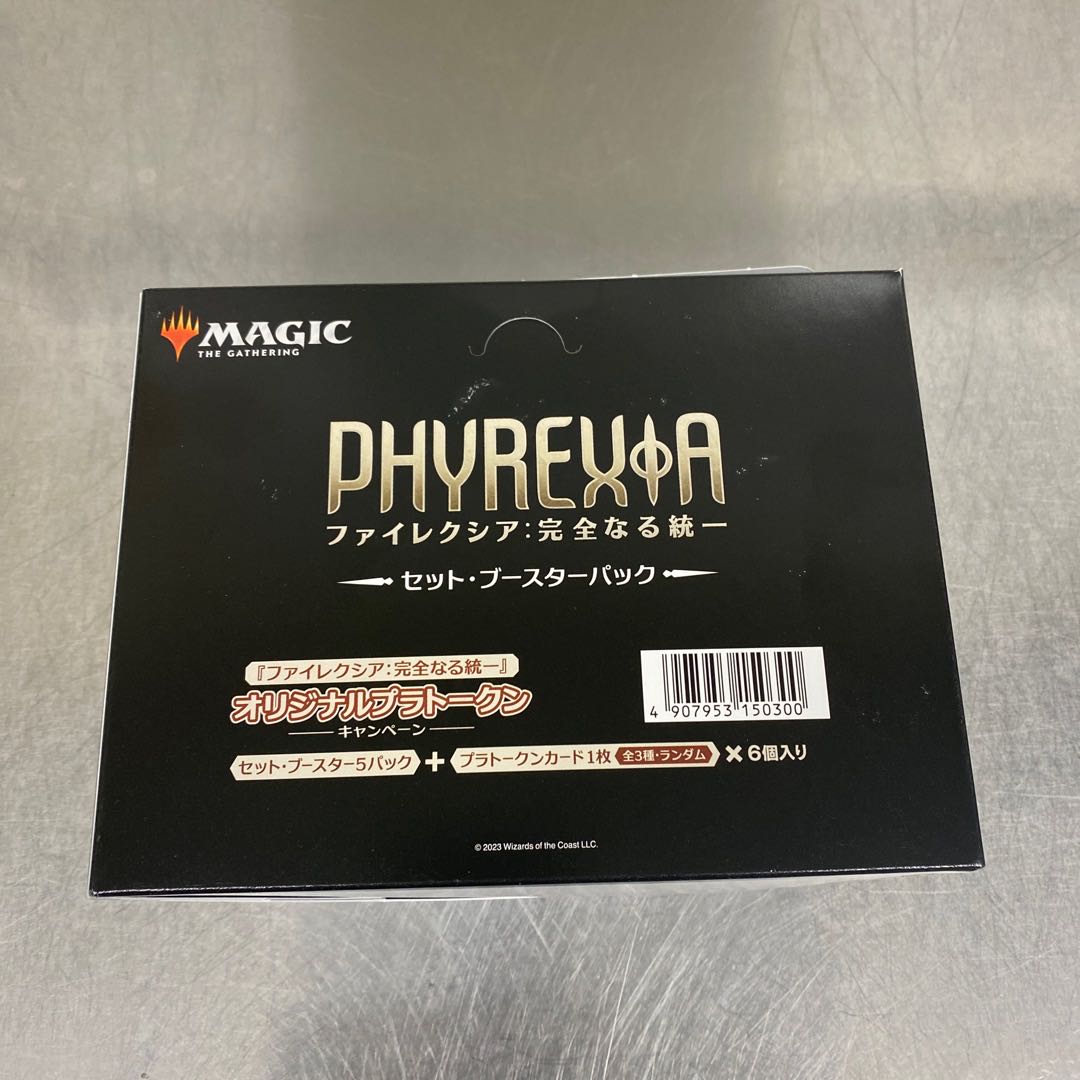 MAGIC
THE GATHERING
PHYREXIA
ファイレクシア:完全なる統一
セット・ブースターパック
『ファイレクシア:完全なる統一』
オリジナルプラトークン
キャンペーン
セット・ブースター5パック + プラトークンカード1枚 全3種・ランダム × 6個入り
4 907953 150300
© 2023 Wizards of the Coast LLC.